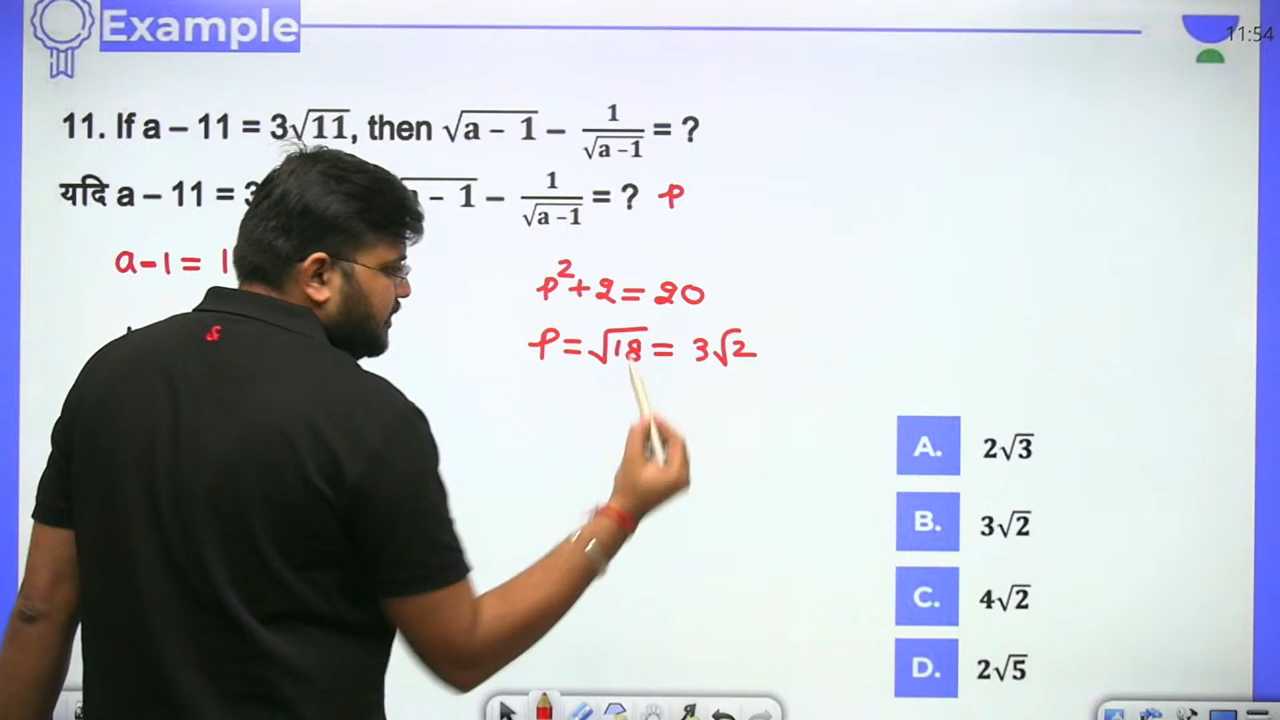 Example
11:54
11. If a – 11 = 3√11, then √a – 1 – 1/√a –1 = ?
यदि a – 11 = 3 – 1 – 1/√a –1 = ? P
a-1 = 1
P²+2 = 20
P = √18 = 3√2
A. 2√3
B. 3√2
C. 4√2
D. 2√5